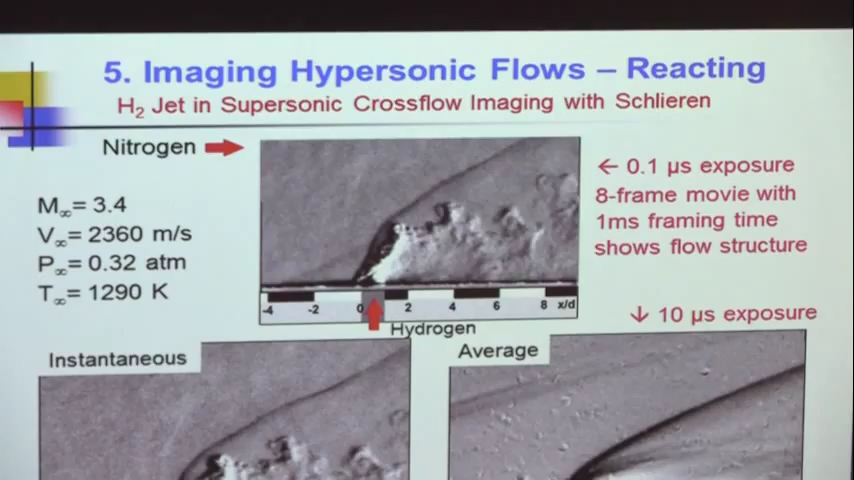 5. Imaging Hypersonic Flows – Reacting
H₂ Jet in Supersonic Crossflow Imaging with Schlieren
Nitrogen
← 0.1 µs exposure
8-frame movie with
1ms framing time
shows flow structure
M∞= 3.4
V∞= 2360 m/s
P∞= 0.32 atm
T∞= 1290 K
-4 -2 0 2 4 6 8 x/d
Hydrogen
↓ 10 µs exposure
Instantaneous
Average